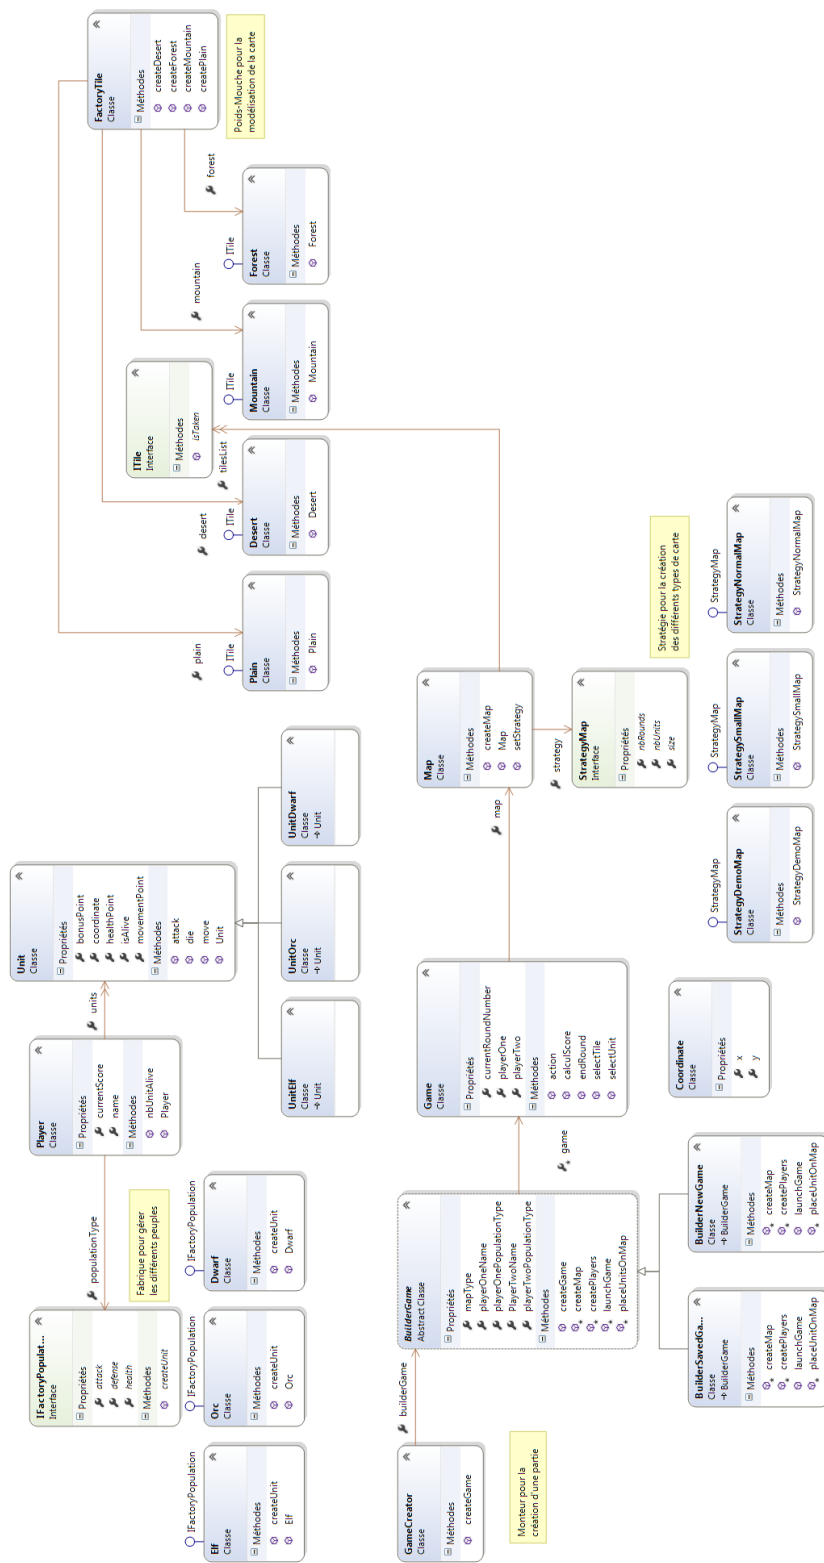 Elf
Classe
Méthodes
createUnit
Elf
IFactoryPopulation
Orc
Classe
Méthodes
createUnit
Orc
IFactoryPopulation
Dwarf
Classe
Méthodes
createUnit
Dwarf
IFactoryPopulation
IFactoryPopulat...
Interface
Propriétés
attack
defense
health
Méthodes
createUnit
Fabrique pour gérer
les différents peuples
populationType
Player
Classe
Propriétés
currentScore
name
Méthodes
nbUnitAlive
Player
units
Unit
Classe
Propriétés
bonusPoint
coordinate
healthPoint
isAlive
movementPoint
Méthodes
attack
die
move
Unit
UnitElf
Classe
Unit
UnitOrc
Classe
Unit
UnitDwarf
Classe
Unit
FactoryTile
Classe
Méthodes
createDesert
createForest
createMountain
createPlain
Poids-Mouche pour la
modélisation de la carte
ITile
Interface
Méthodes
isTaken
tilesList
plain
ITile
Plain
Classe
Méthodes
Plain
desert
ITile
Desert
Classe
Méthodes
Desert
mountain
ITile
Mountain
Classe
Méthodes
Mountain
forest
ITile
Forest
Classe
Méthodes
Forest
GameCreator
Classe
Méthodes
createGame
Monteur pour la
création d'une partie
builderGame
BuilderGame
Abstract Classe
Propriétés
mapType
playerOneName
playerOnePopulationType
PlayerTwoName
playerTwoPopulationType
Méthodes
createGame
createMap
createPlayers
launchGame
placeUnitsOnMap
game
BuilderSavedGa...
Classe
BuilderGame
Méthodes
createMap
createPlayers
launchGame
placeUnitOnMap
BuilderNewGame
Classe
BuilderGame
Méthodes
createMap
createPlayers
launchGame
placeUnitOnMap
Game
Classe
Propriétés
currentRoundNumber
playerOne
playerTwo
Méthodes
action
calculScore
endRound
selectTile
selectUnit
map
Coordinate
Classe
Propriétés
x
y
Map
Classe
Méthodes
createMap
Map
setStrategy
strategy
StrategyMap
Interface
Propriétés
nbRounds
nbUnits
size
Stratégie pour la création
des différents types de carte
StrategyMap
StrategyDemoMap
Classe
Méthodes
StrategyDemoMap
StrategyMap
StrategySmallMap
Classe
Méthodes
StrategySmallMap
StrategyMap
StrategyNormalMap
Classe
Méthodes
StrategyNormalMap